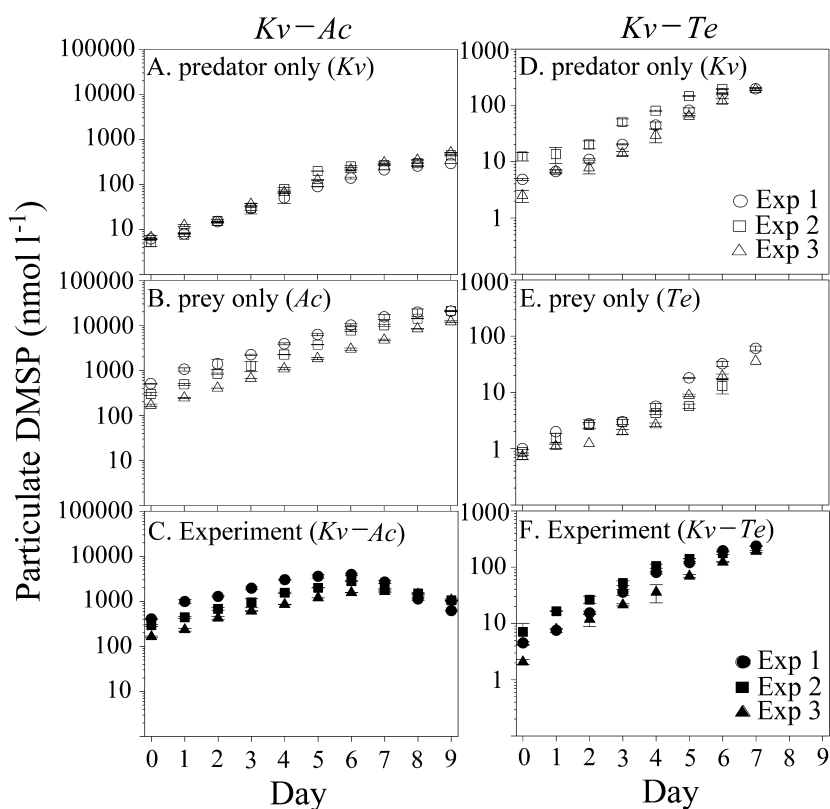 Kv−Ac
Kv−Te
Particulate DMSP (nmol l⁻¹)
A. predator only (Kv)
100000
10000
1000
100
10
D. predator only (Kv)
1000
100
10
1
Exp 1
Exp 2
Exp 3
B. prey only (Ac)
100000
10000
1000
100
10
E. prey only (Te)
1000
100
10
1
C. Experiment (Kv−Ac)
100000
10000
1000
100
10
0 1 2 3 4 5 6 7 8 9
Day
F. Experiment (Kv−Te)
1000
100
10
1
Exp 1
Exp 2
Exp 3
0 1 2 3 4 5 6 7 8 9
Day